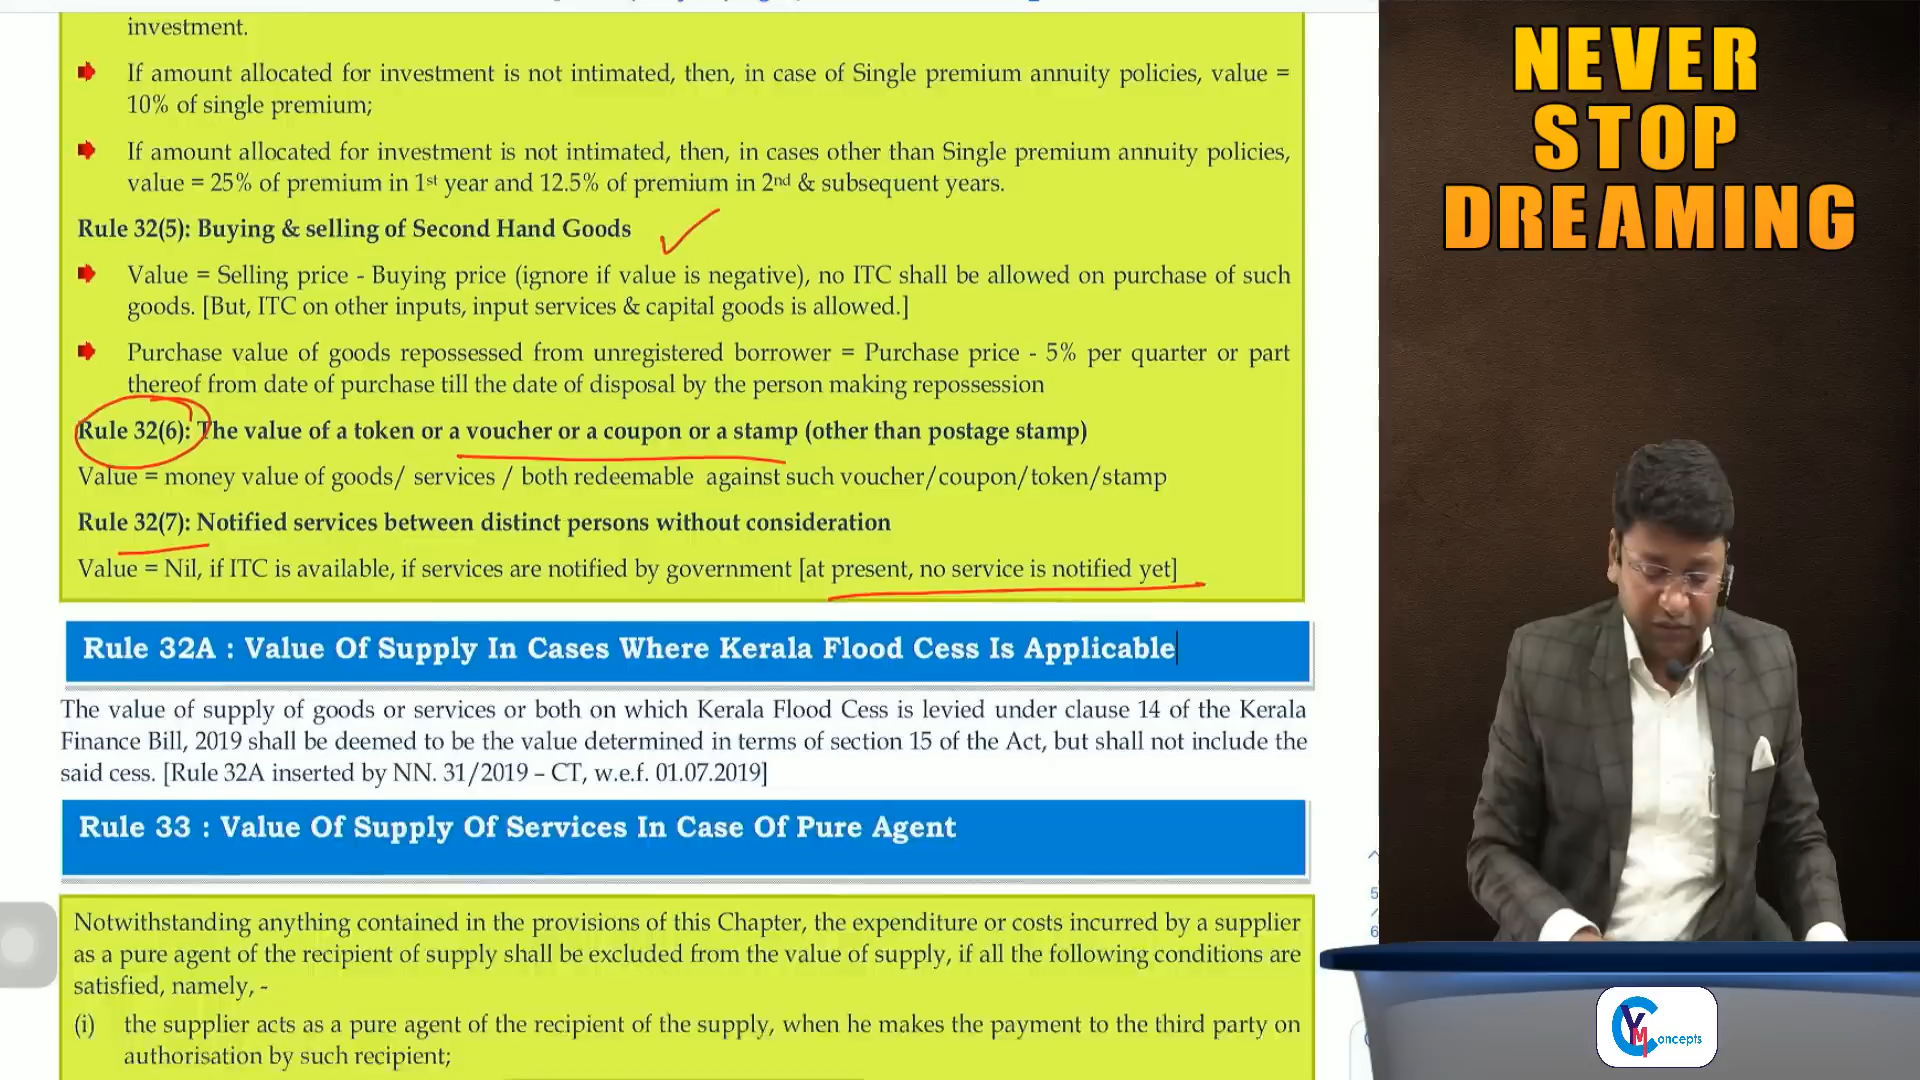 investment.
If amount allocated for investment is not intimated, then, in case of Single premium annuity policies, value =
10% of single premium;
If amount allocated for investment is not intimated, then, in cases other than Single premium annuity policies,
value = 25% of premium in 1st year and 12.5% of premium in 2nd & subsequent years.
Rule 32(5): Buying & selling of Second Hand Goods
Value = Selling price - Buying price (ignore if value is negative), no ITC shall be allowed on purchase of such
goods. [But, ITC on other inputs, input services & capital goods is allowed.]
Purchase value of goods repossessed from unregistered borrower = Purchase price - 5% per quarter or part
thereof from date of purchase till the date of disposal by the person making repossession
Rule 32(6): The value of a token or a voucher or a coupon or a stamp (other than postage stamp)
Value = money value of goods/ services / both redeemable against such voucher/coupon/token/stamp
Rule 32(7): Notified services between distinct persons without consideration
Value = Nil, if ITC is available, if services are notified by government [at present, no service is notified yet]
Rule 32A : Value Of Supply In Cases Where Kerala Flood Cess Is Applicable
The value of supply of goods or services or both on which Kerala Flood Cess is levied under clause 14 of the Kerala
Finance Bill, 2019 shall be deemed to be the value determined in terms of section 15 of the Act, but shall not include the
said cess. [Rule 32A inserted by NN. 31/2019 – CT, w.e.f. 01.07.2019]
Rule 33 : Value Of Supply Of Services In Case Of Pure Agent
Notwithstanding anything contained in the provisions of this Chapter, the expenditure or costs incurred by a supplier
as a pure agent of the recipient of supply shall be excluded from the value of supply, if all the following conditions are
satisfied, namely, -
(i) the supplier acts as a pure agent of the recipient of the supply, when he makes the payment to the third party on
authorisation by such recipient;
5
6
NEVER
STOP
DREAMING
VM Concepts